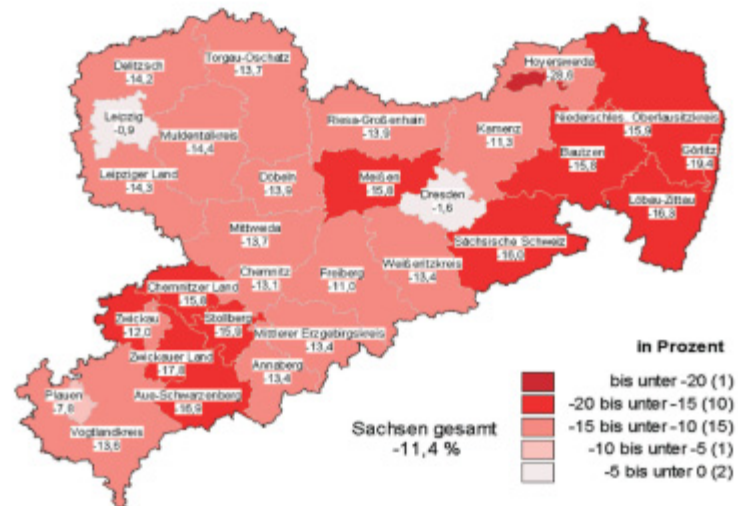 Delitzsch
-14,2
Torgau-Oschatz
-13,7
Hoyerswerda
-28,6
Leipzig
-0,9
Muldentalkreis
-14,4
Riesa-Großenhain
-13,9
Kamenz
-11,3
Niederschles. Oberlausitzkreis
-15,9
Leipziger Land
-14,3
Döbeln
-13,9
Meißen
-15,8
Dresden
-1,6
Bautzen
-15,8
Görlitz
-19,4
Löbau-Zittau
-16,3
Mittweida
-13,7
Sächsische Schweiz
-16,0
Chemnitz
-13,1
Freiberg
-11,0
Weißeritzkreis
-13,4
Chemnitzer Land
-15,8
Zwickau
-12,0
Stollberg
-15,9
Mittlerer Erzgebirgskreis
-13,4
Zwickauer Land
-17,8
Annaberg
-13,4
Plauen
-7,8
Aue-Schwarzenberg
-16,9
Vogtlandkreis
-13,6
Sachsen gesamt
-11,4 %
in Prozent
bis unter -20 (1)
-20 bis unter -15 (10)
-15 bis unter -10 (15)
-10 bis unter -5 (1)
-5 bis unter 0 (2)